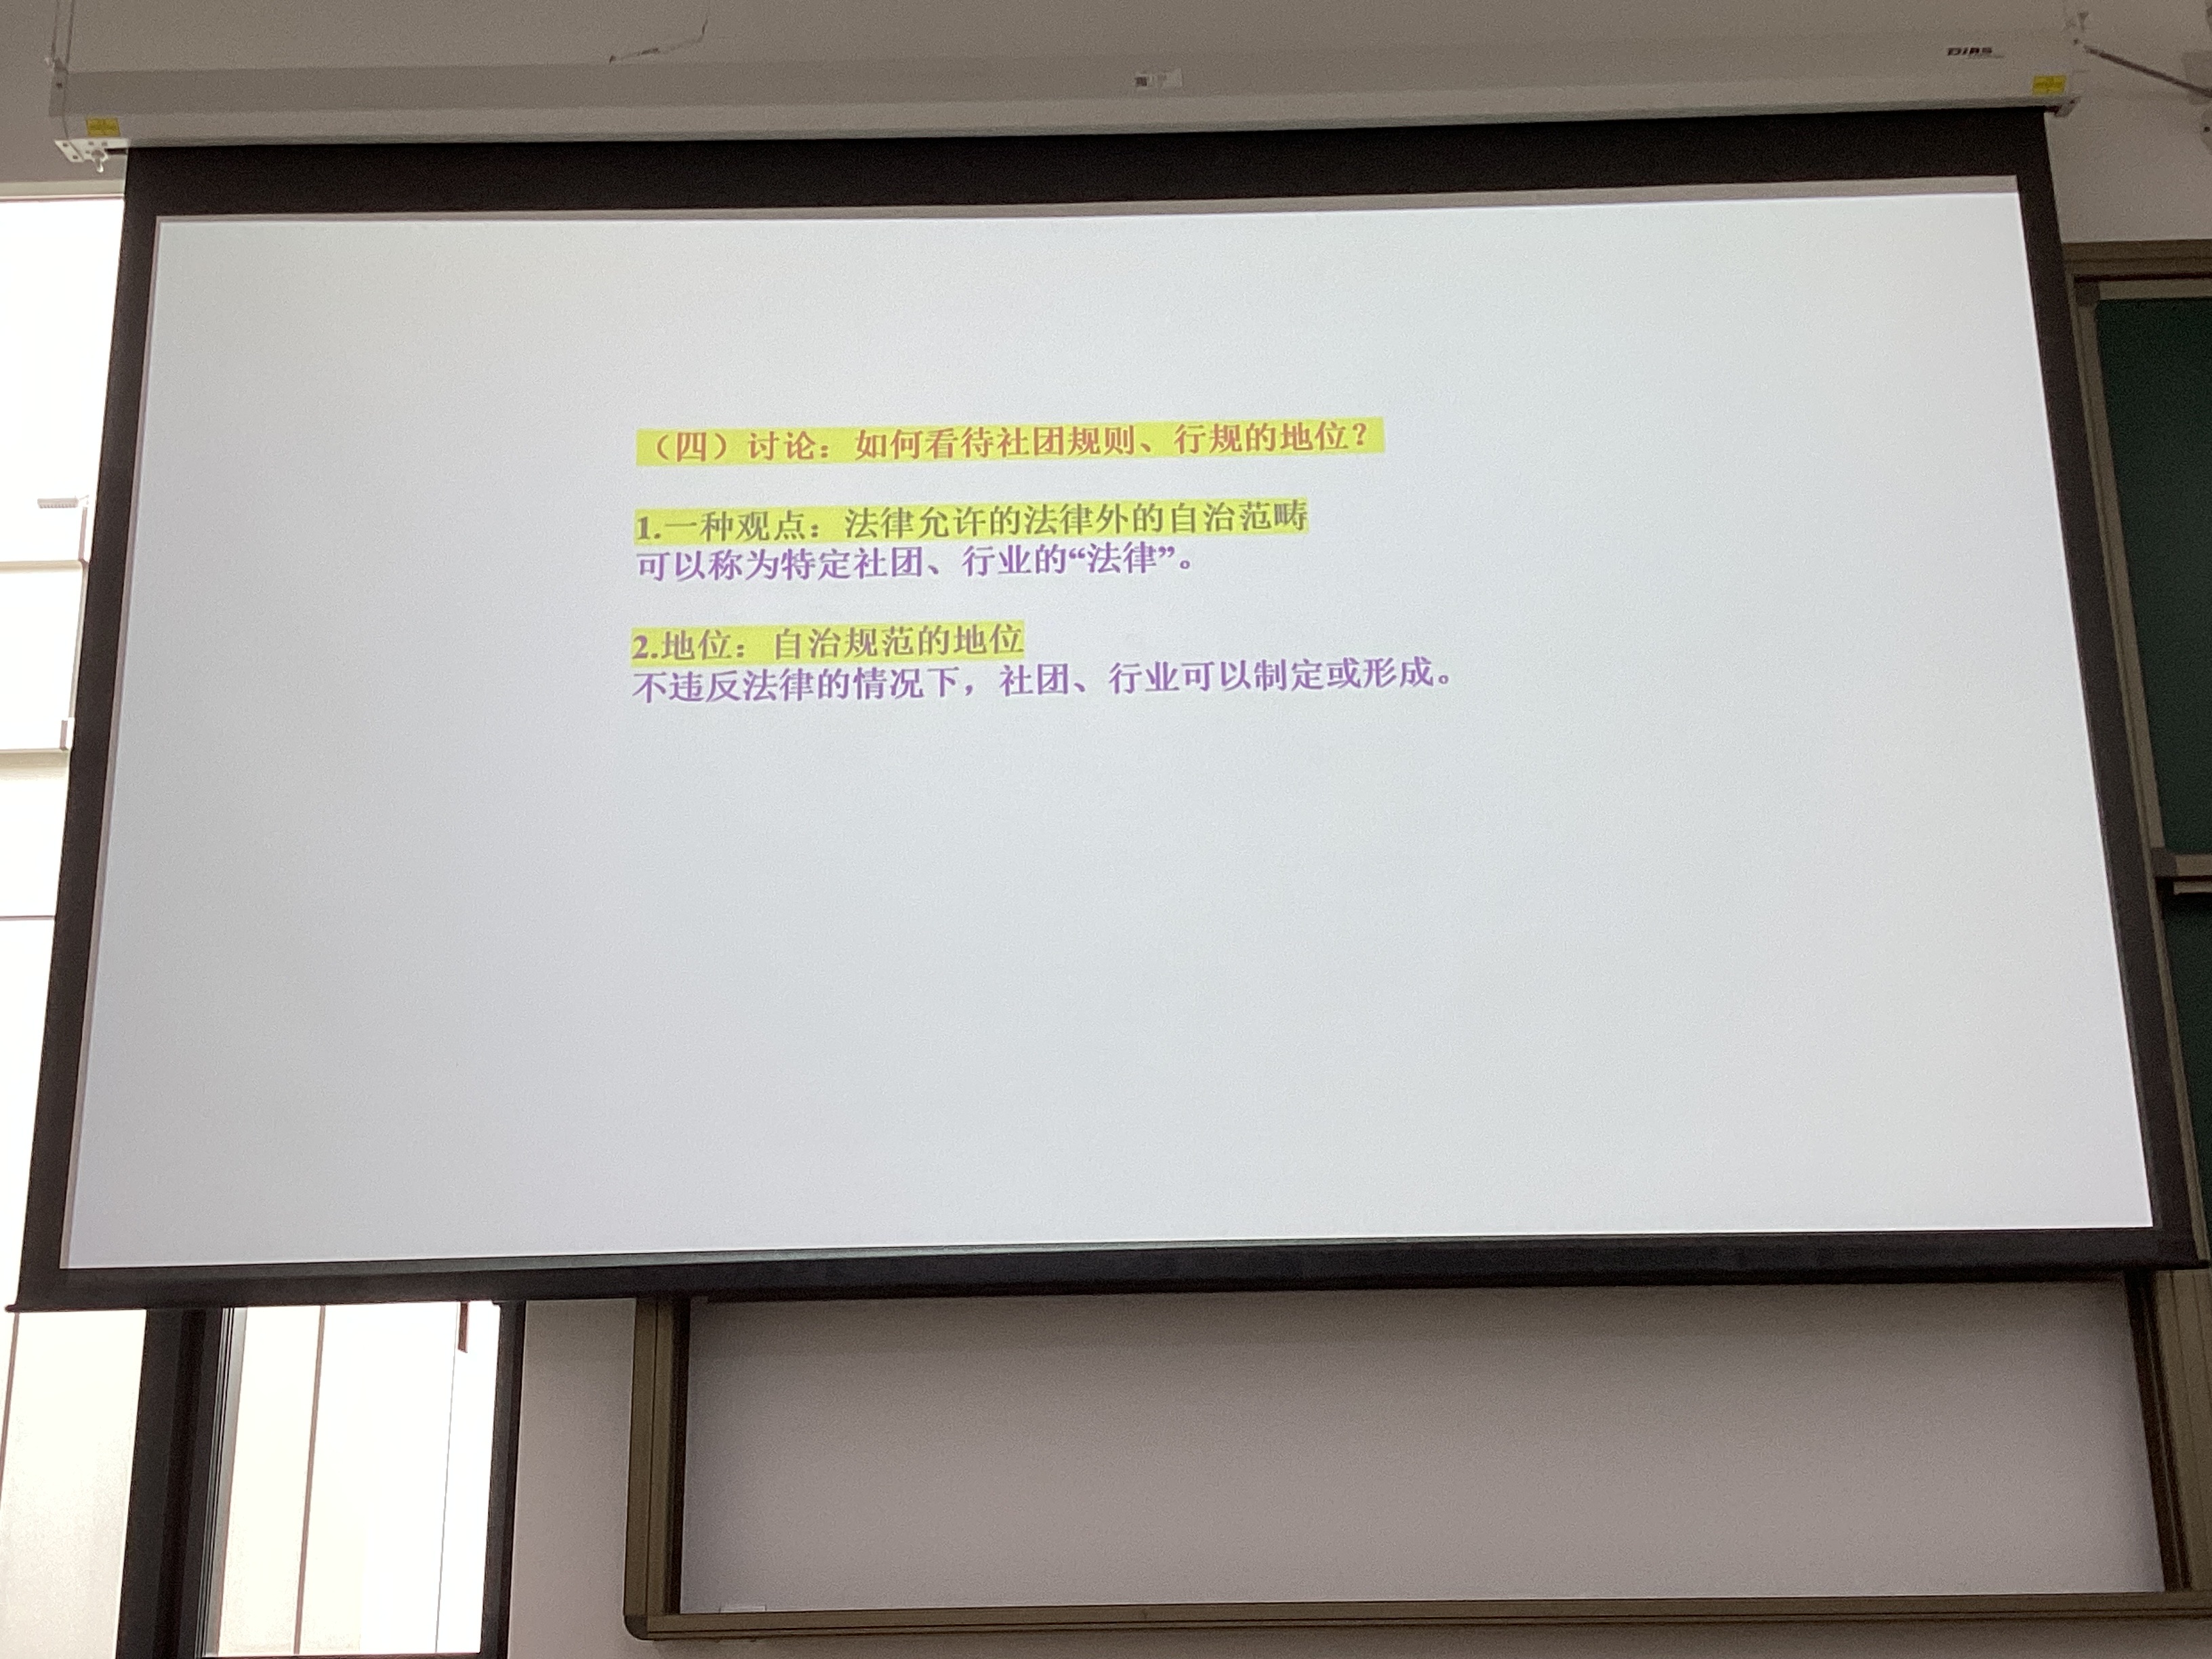 DIAS
（四）讨论：如何看待社团规则、行规的地位？
1.一种观点：法律允许的法律外的自治范畴
可以称为特定社团、行业的“法律”。
2.地位：自治规范的地位
不违反法律的情况下，社团、行业可以制定或形成。